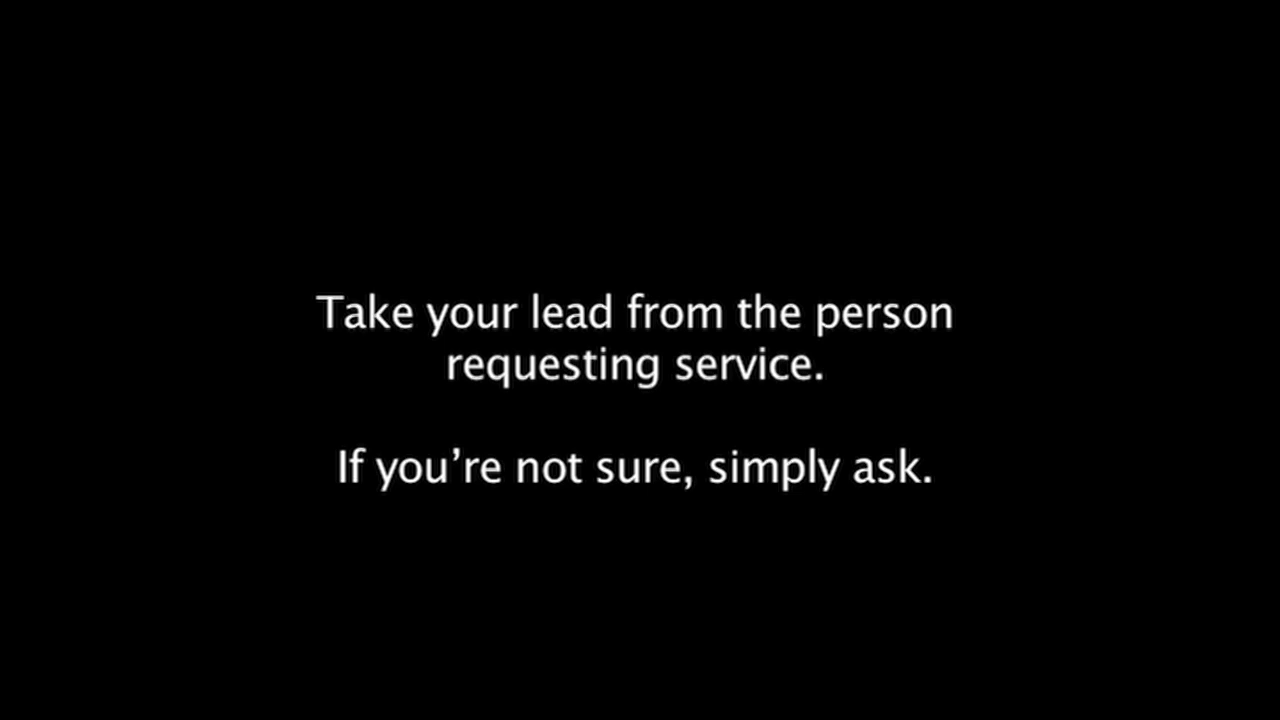 Take your lead from the person
requesting service.
If you’re not sure, simply ask.